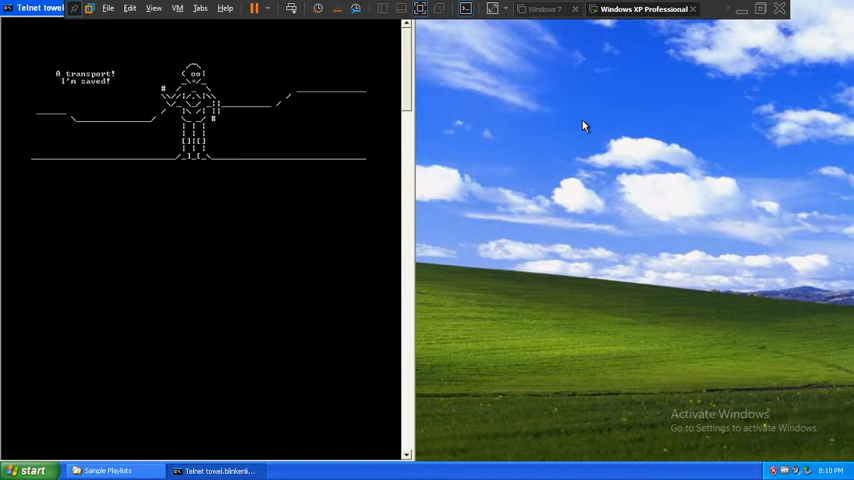 Telnet towel
File
Edit
View
VM
Tabs
Help
Windows 7
Windows XP Professional
A transport!
I'm saved!
Activate Windows
Go to Settings to activate Windows.
start
Sample Playlists
Telnet towel.blinkenli...
8:10 PM